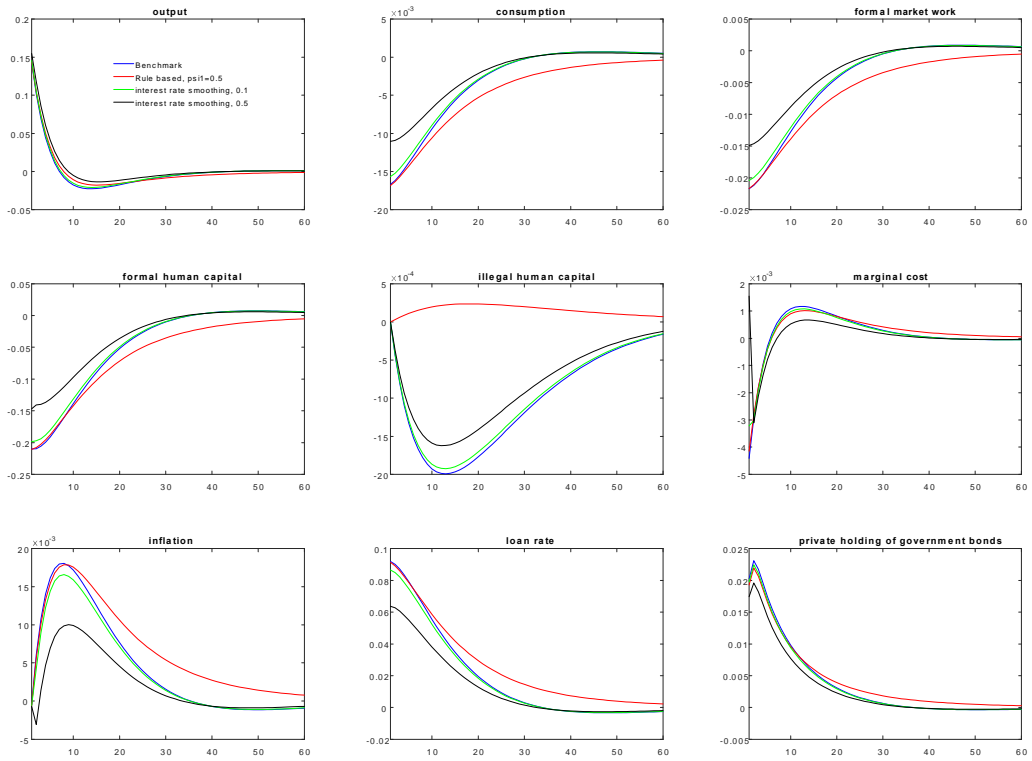 output
0.2
0.15
0.1
0.05
0
-0.05
10 20 30 40 50 60
Benchmark
Rule based, psi1=0.5
interest rate smoothing, 0.1
interest rate smoothing, 0.5
consumption
×10-3
5
0
-5
-10
-15
-20
10 20 30 40 50 60
formal market work
0.005
0
-0.005
-0.01
-0.015
-0.02
-0.025
10 20 30 40 50 60
formal human capital
0.05
0
-0.05
-0.1
-0.15
-0.2
-0.25
10 20 30 40 50 60
illegal human capital
×10-4
5
0
-5
-10
-15
-20
10 20 30 40 50 60
marginal cost
×10-3
2
1
0
-1
-2
-3
-4
-5
10 20 30 40 50 60
inflation
×10-3
20
15
10
5
0
-5
10 20 30 40 50 60
loan rate
0.1
0.08
0.06
0.04
0.02
0
-0.02
10 20 30 40 50 60
private holding of government bonds
0.025
0.02
0.015
0.01
0.005
0
-0.005
10 20 30 40 50 60